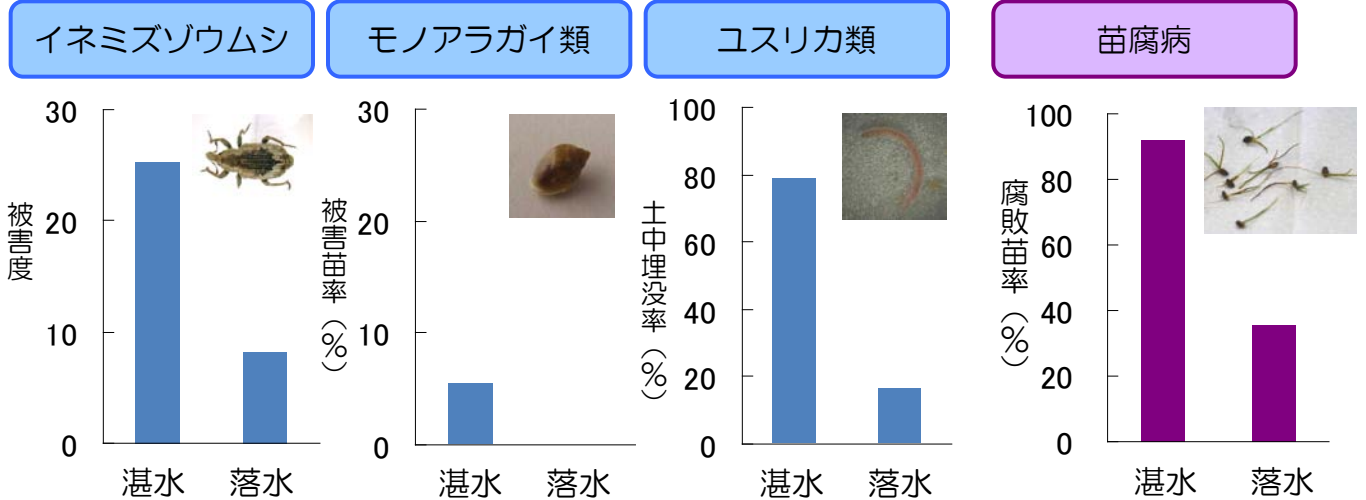 イネミズゾウムシ
モノアラガイ類
ユスリカ類
苗腐病
被害度
30
20
10
0
湛水
落水
被害苗率(%)
30
20
10
0
湛水
落水
土中埋没率(%)
100
80
60
40
20
0
湛水
落水
腐敗苗率(%)
100
80
60
40
20
0
湛水
落水